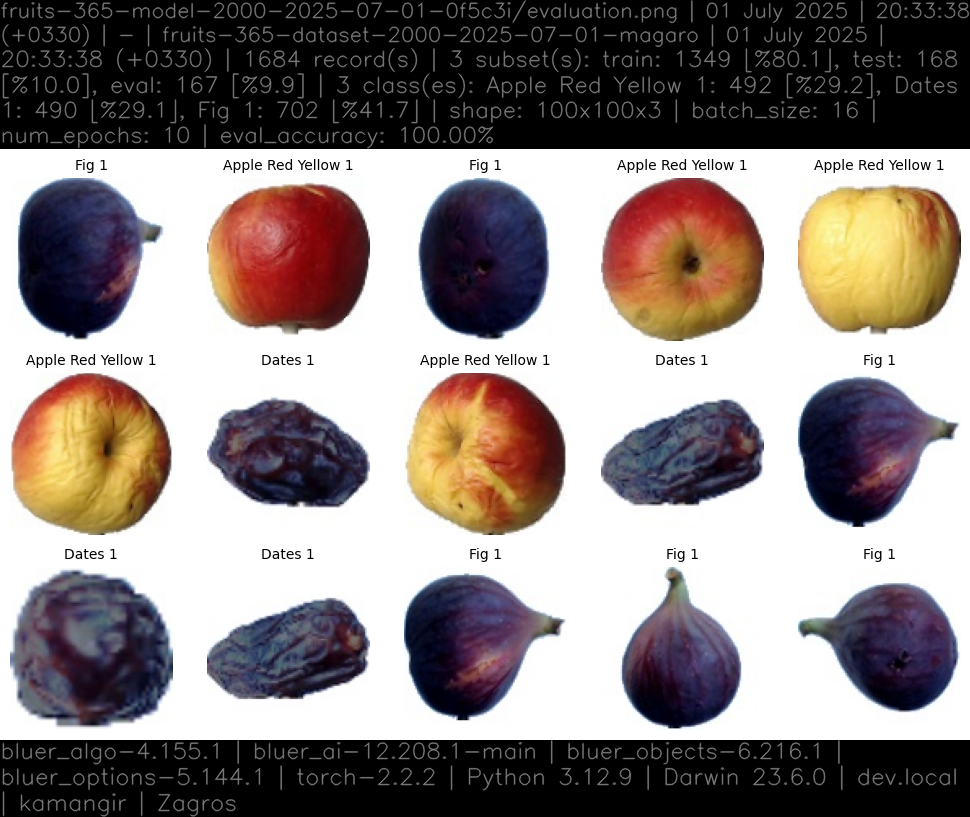 fruits-365-model-2000-2025-07-01-0f5c3i/evaluation.png | 01 July 2025 | 20:33:38
(+0330) | - | fruits-365-dataset-2000-2025-07-01-magaro | 01 July 2025 |
20:33:38 (+0330) | 1684 record(s) | 3 subset(s): train: 1349 [%80.1], test: 168
[%10.0], eval: 167 [%9.9] | 3 class(es): Apple Red Yellow 1: 492 [%29.2], Dates
1: 490 [%29.1], Fig 1: 702 [%41.7] | shape: 100x100x3 | batch_size: 16 |
num_epochs: 10 | eval_accuracy: 100.00%
Fig 1 Apple Red Yellow 1 Fig 1 Apple Red Yellow 1 Apple Red Yellow 1
Apple Red Yellow 1 Dates 1 Apple Red Yellow 1 Dates 1 Fig 1
Dates 1 Dates 1 Fig 1 Fig 1 Fig 1
bluer_algo-4.155.1 | bluer_ai-12.208.1-main | bluer_objects-6.216.1 |
bluer_options-5.144.1 | torch-2.2.2 | Python 3.12.9 | Darwin 23.6.0 | dev.local
| kamangir | Zagros